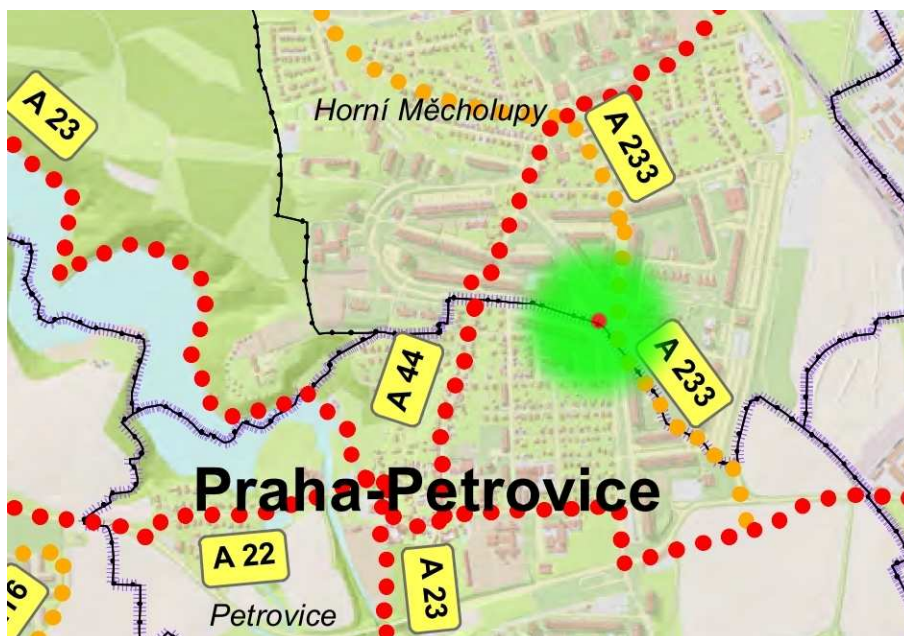 A 23
Horní Měcholupy
A 233
A 44
A 233
Praha-Petrovice
A 22
A 23
Petrovice